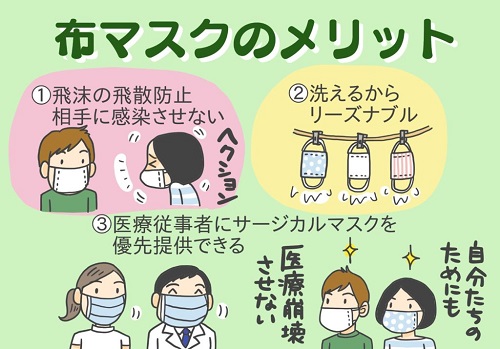 布マスクのメリット
①飛沫の飛散防止
相手に感染させない
ヘクション
②洗えるから
リーズナブル
③医療従事者にサージカルマスクを
優先提供できる
医療崩壊
させない
自分たちの
ためにも